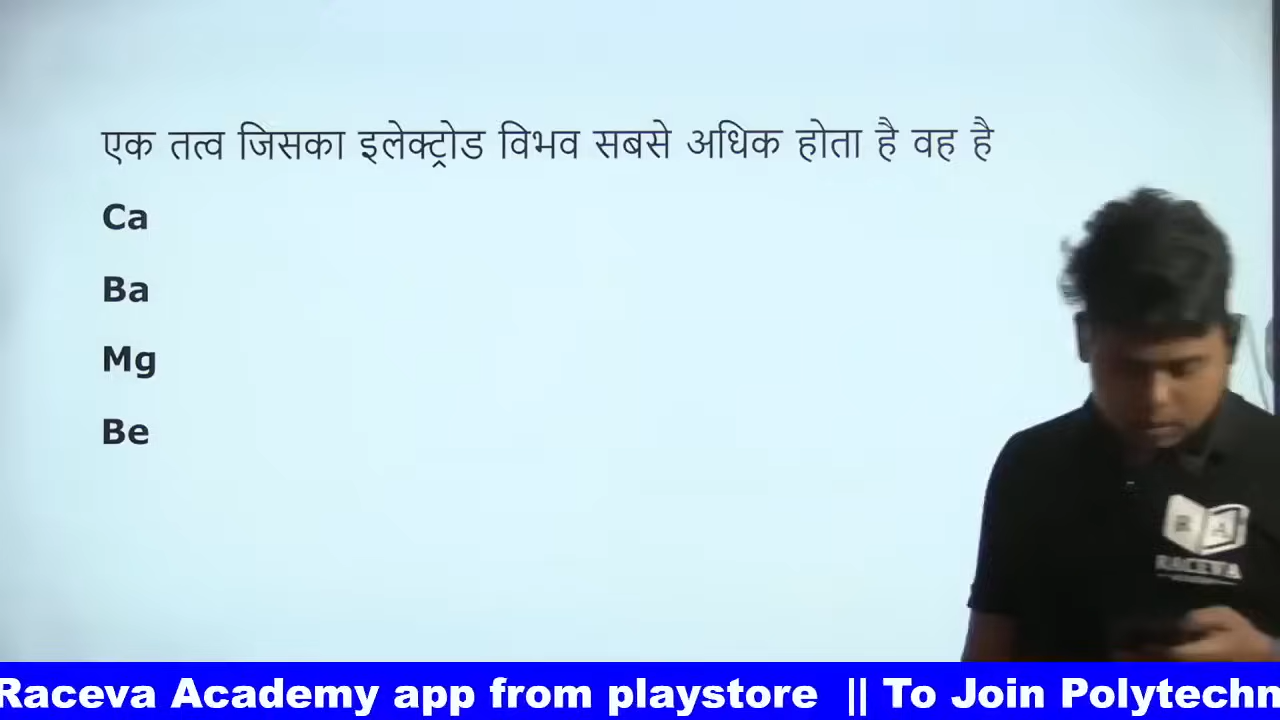 एक तत्व जिसका इलेक्ट्रोड विभव सबसे अधिक होता है वह है
Ca
Ba
Mg
Be
R A
RACEVA
Raceva Academy app from playstore || To Join Polytechn